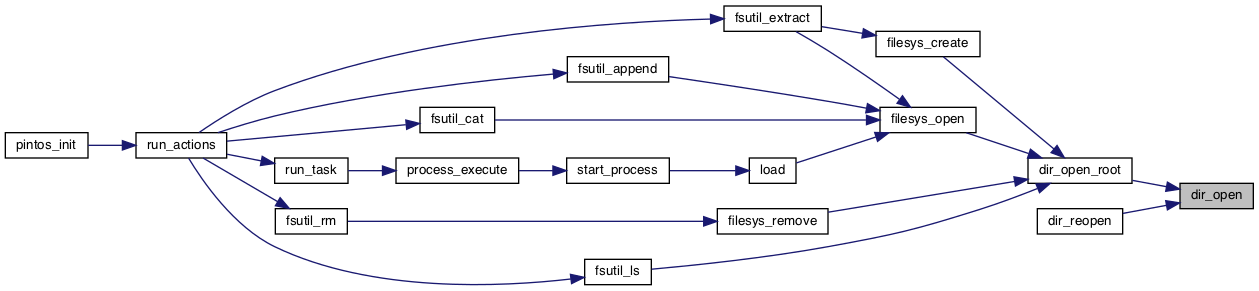 fsutil_extract
filesys_create
fsutil_append
fsutil_cat
filesys_open
pintos_init
run_actions
run_task
process_execute
start_process
load
dir_open_root
dir_open
fsutil_rm
filesys_remove
dir_reopen
fsutil_ls